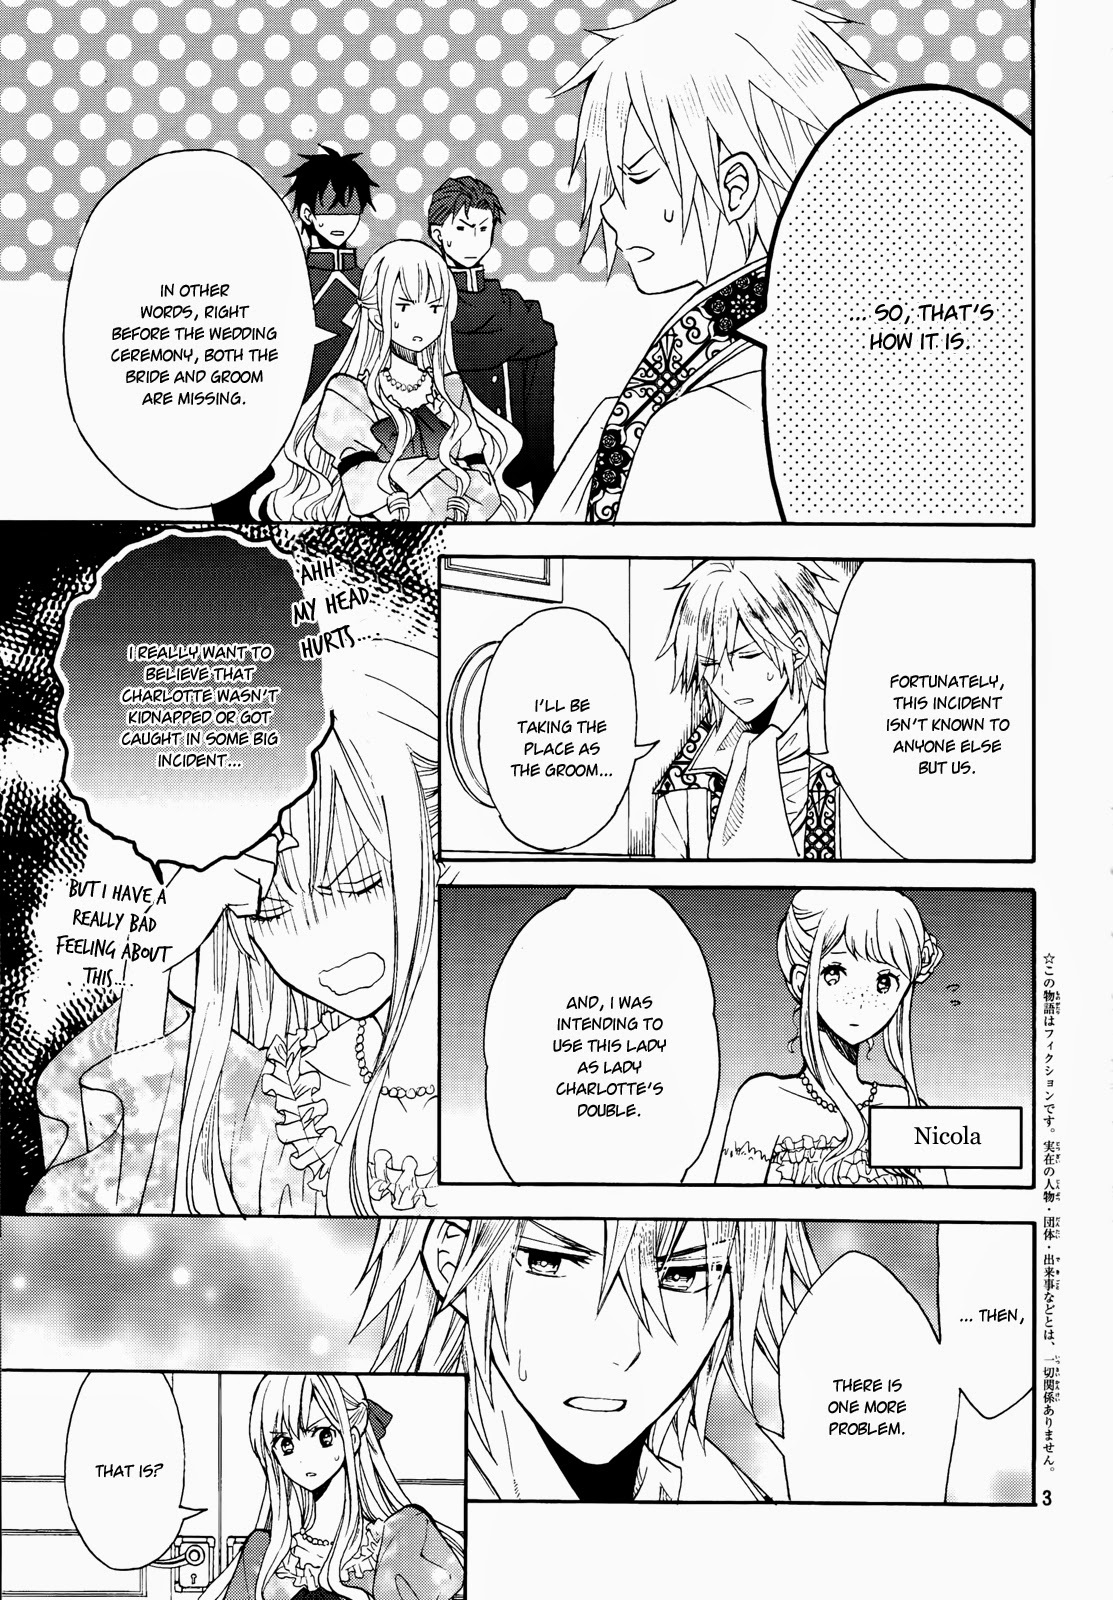 ... SO, THAT'S
HOW IT IS.
IN OTHER
WORDS, RIGHT
BEFORE THE WEDDING
CEREMONY, BOTH THE
BRIDE AND GROOM
ARE MISSING.
FORTUNATELY,
THIS INCIDENT
ISN'T KNOWN TO
ANYONE ELSE
BUT US.
I'LL BE
TAKING THE
PLACE AS
THE GROOM...
AHH
MY HEAD
HURTS...
I REALLY WANT TO
BELIEVE THAT
CHARLOTTE WASN'T
KIDNAPPED OR GOT
CAUGHT IN SOME BIG
INCIDENT...
BUT I HAVE A
REALLY BAD
FEELING ABOUT
THIS...
AND, I WAS
INTENDING TO
USE THIS LADY
AS LADY
CHARLOTTE'S
DOUBLE.
Nicola
... THEN,
THERE IS
ONE MORE
PROBLEM.
THAT IS?
☆この物語はフィクションです。実在の人物・団体・出来事などとは、一切関係ありません。
3